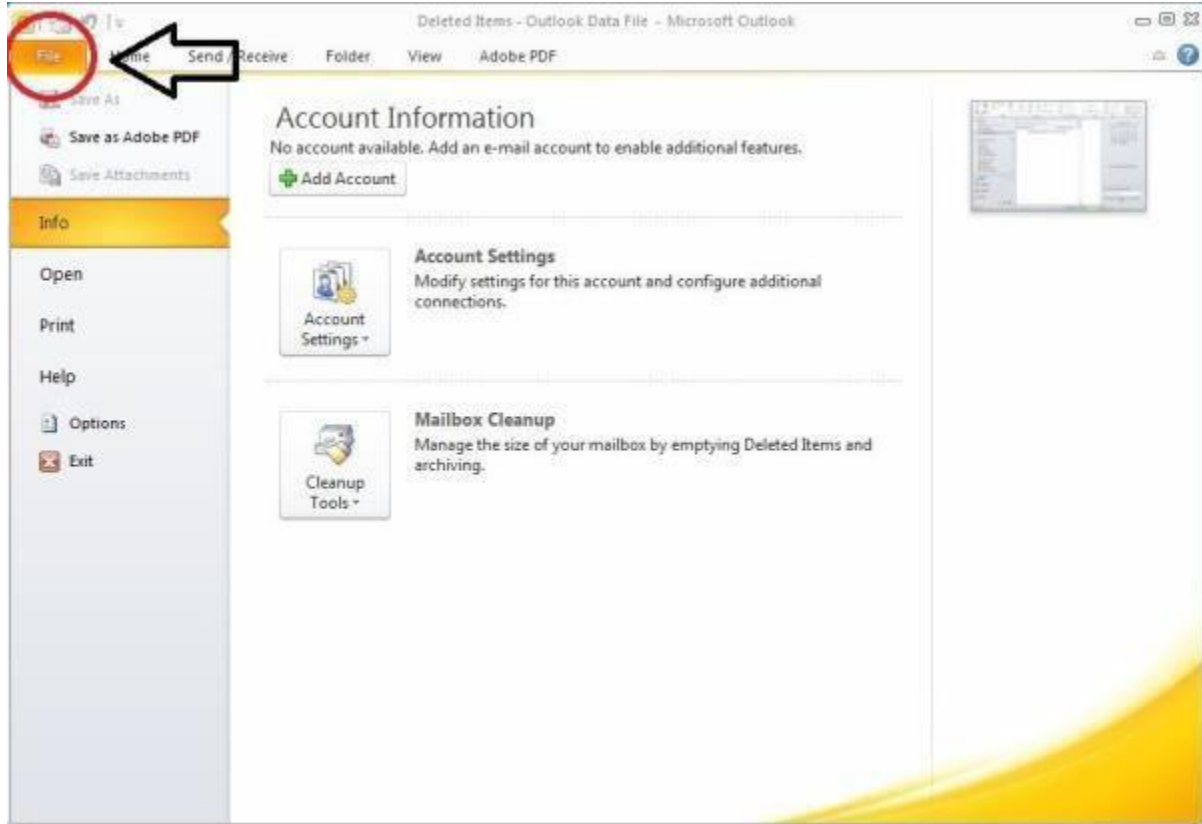 Deleted Items - Outlook Data File - Microsoft Outlook
File Home Send / Receive Folder View Adobe PDF
Save As
Save as Adobe PDF
Save Attachments
Info
Open
Print
Help
Options
Exit
Account Information
No account available. Add an e-mail account to enable additional features.
Add Account
Account
Settings
Account Settings
Modify settings for this account and configure additional
connections.
Cleanup
Tools
Mailbox Cleanup
Manage the size of your mailbox by emptying Deleted Items and
archiving.